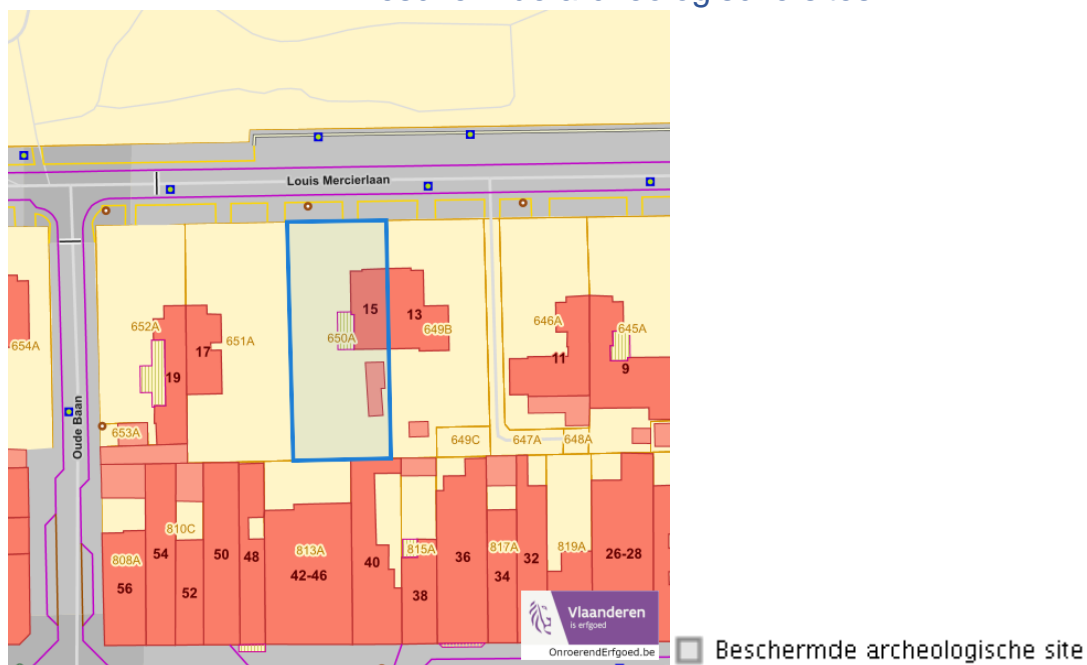 Louis Mercierlaan
15
13
652A
651A
650A
649B
646A
645A
654A
17
11
9
19
653A
649C
647A
648A
Oude Baan
810C
808A
54
50
48
813A
815A
36
817A
32
819A
26-28
56
52
42-46
40
34
38
Vlaanderen
is erfgoed
OnroerendErfgoed.be
Beschermde archeologische site